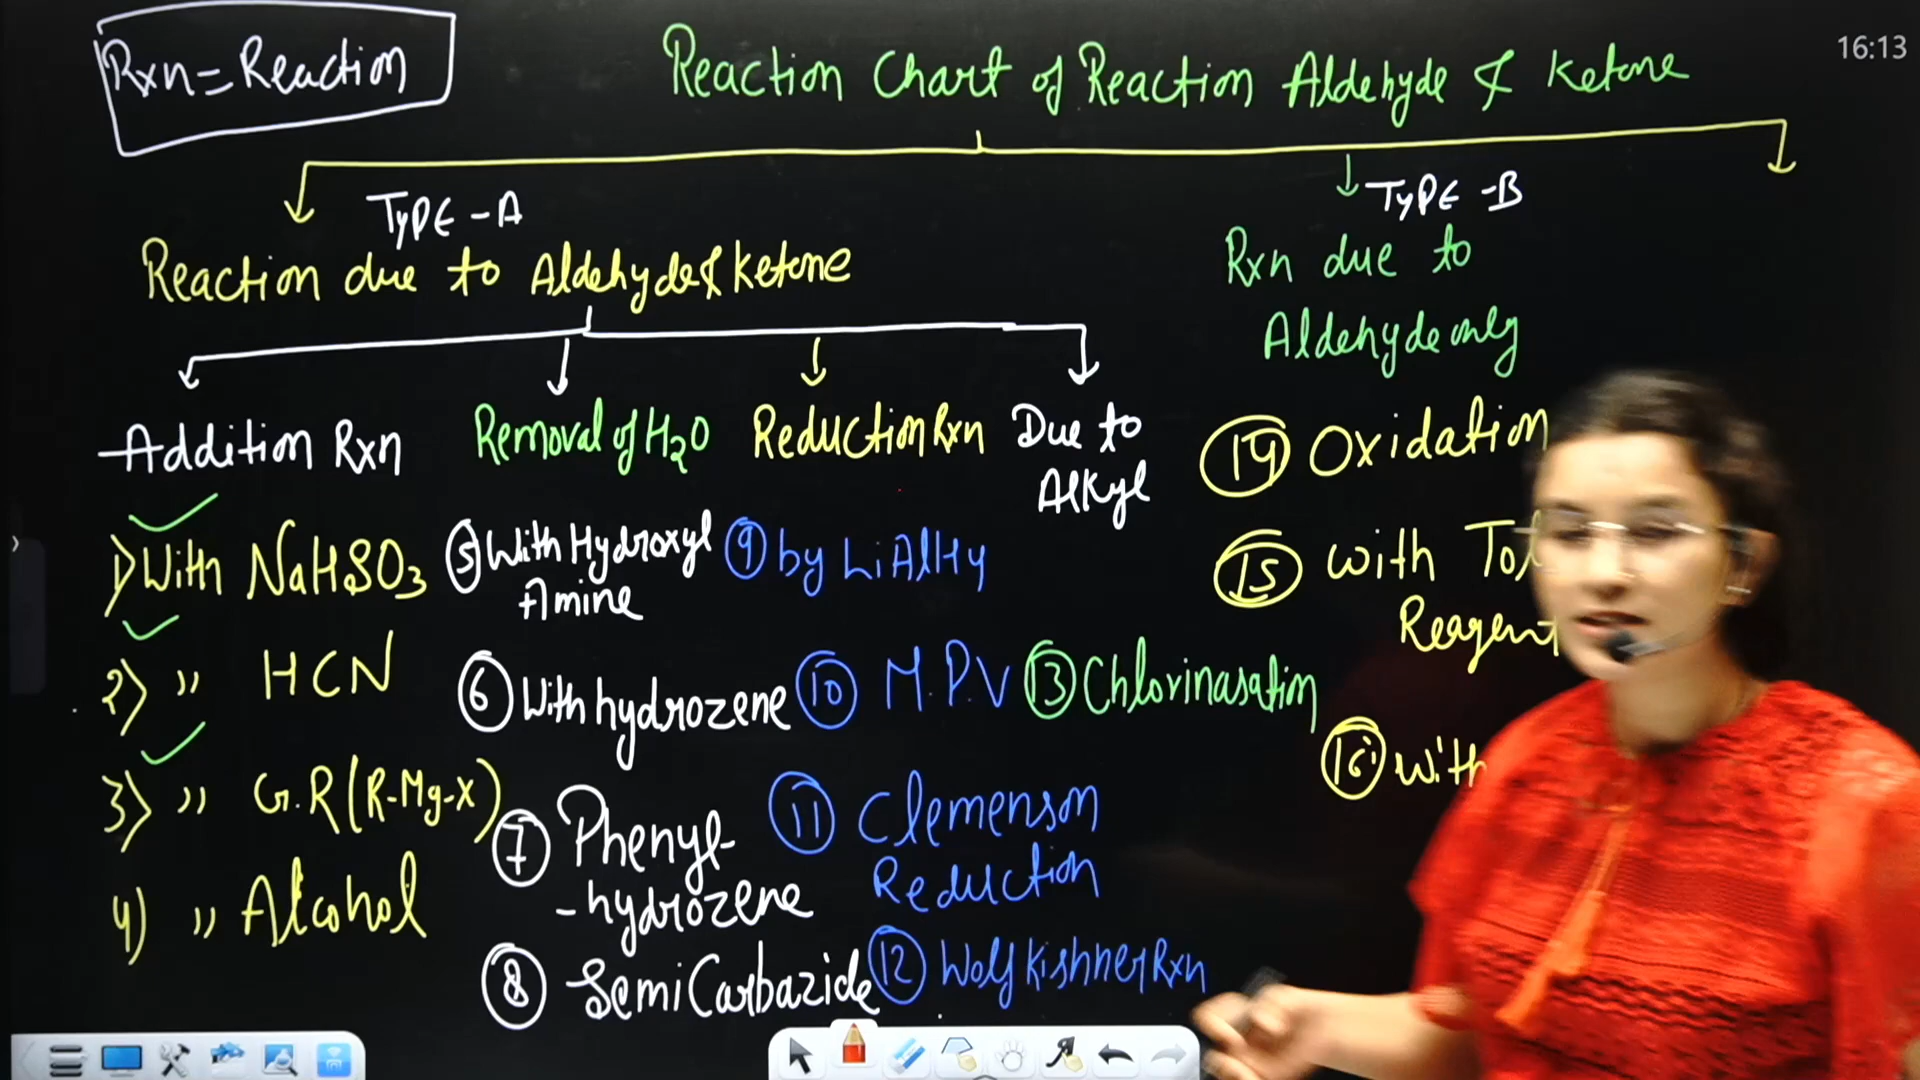 Rxn = Reaction
Reaction Chart of Reaction Aldehyde & Ketone
16:13
TYPE - A
TYPE - B
Reaction due to Aldehyde & Ketone
Rxn due to
Aldehyde only
Addition Rxn
1) With NaHSO3
2) " HCN
3) " G.R (R-Mg-X)
4) " Alcohol
Removal of H2O
5 With Hydroxyl
Amine
6 With hydrozene
7 Phenyl-
-hydrozene
8 Semi Carbazide
Reduction Rxn
9 by LiAlH4
10 M.P.V
11 Clemenson
Reduction
12 Wolf Kishner Rxn
Due to
Alkyl
13 Chlorinasation
14 Oxidation
15 with
Reagent
16 with